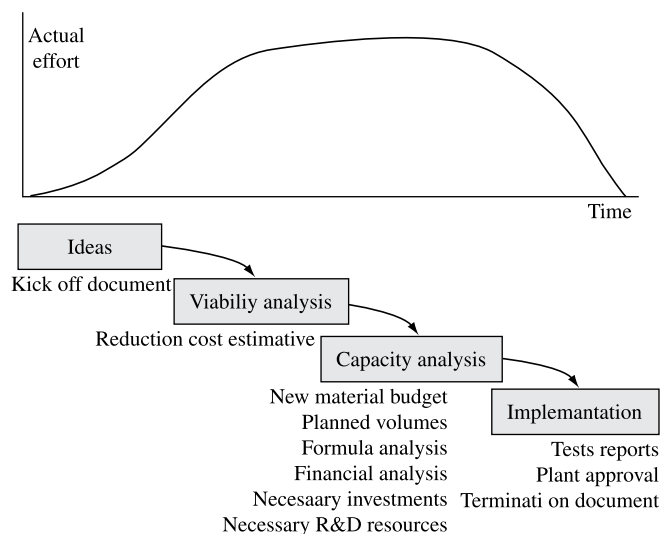 Actual
effort
Time
Ideas
Kick off document
Viabiliy analysis
Reduction cost estimative
Capacity analysis
New material budget
Planned volumes
Formula analysis
Financial analysis
Necesaary investments
Necessary R&D resources
Implemantation
Tests reports
Plant approval
Terminati on document